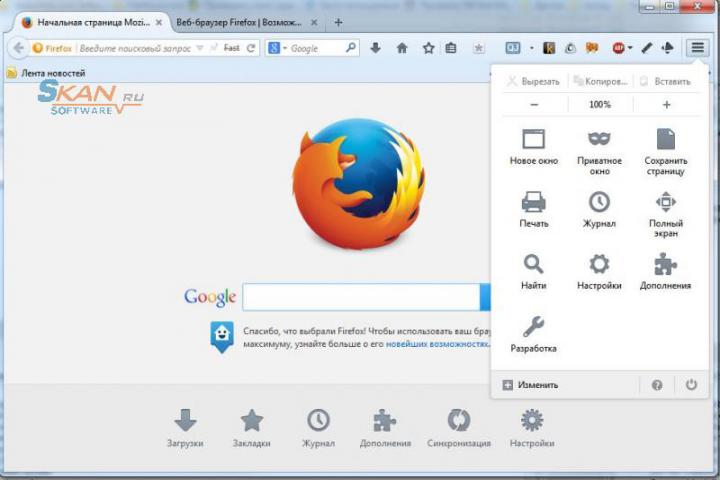 Начальная страница Mozi...
Веб-браузер Firefox | Возмож...
Firefox
Введите поисковый запрос
Fast
Google
ABP
Лента новостей
SKAN ru
SOFTWARE
Вырезать
Копиров...
Вставить
100%
Новое окно
Приватное
окно
Сохранить
страницу
Печать
Журнал
Полный
экран
Найти
Настройки
Дополнения
Разработка
Изменить
Google
Спасибо, что выбрали Firefox! Чтобы использовать ваш брау
максимуму, узнайте больше о его новейших возможностях.
Загрузки
Закладки
Журнал
Дополнения
Синхронизация
Настройки